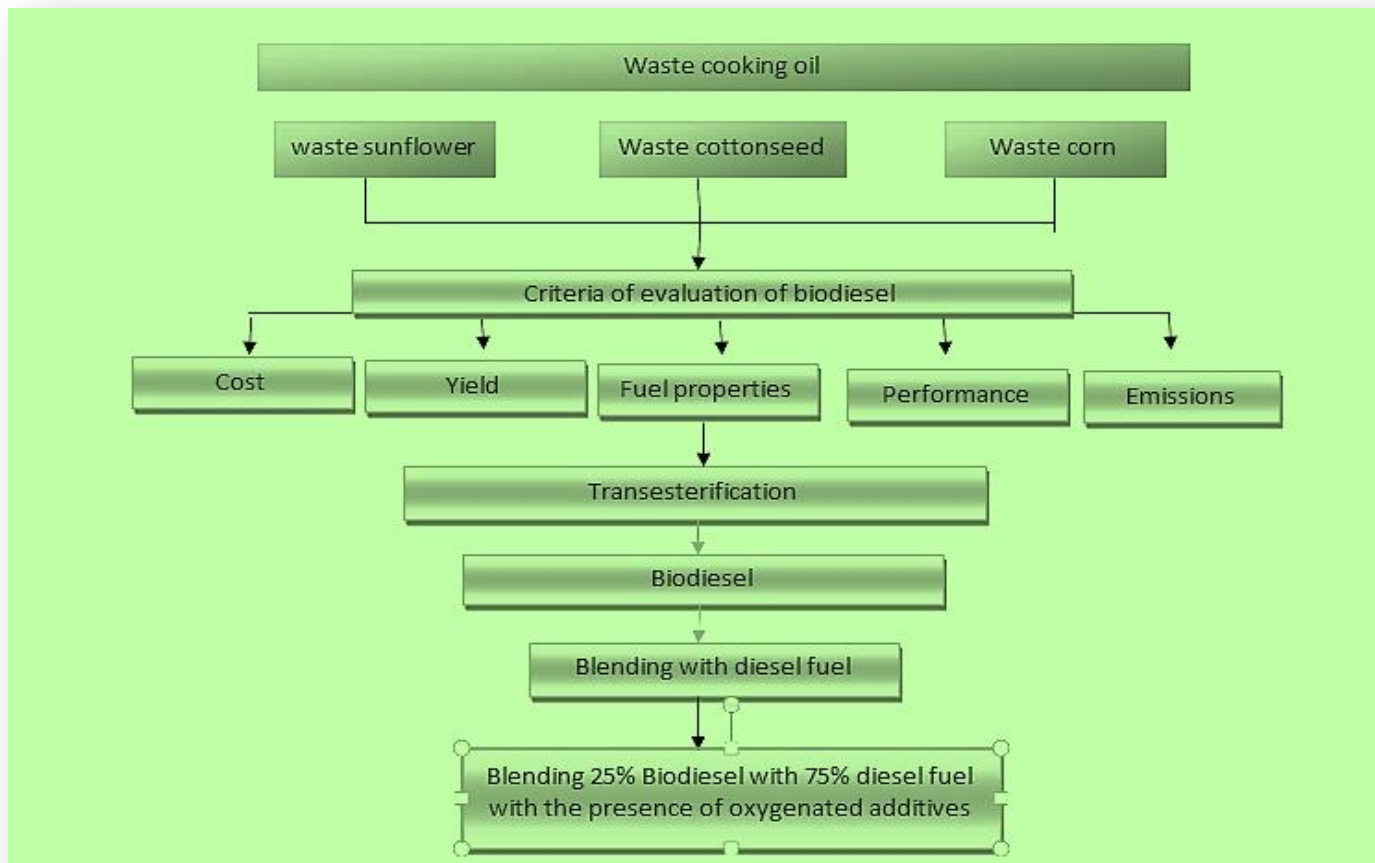 Waste cooking oil
waste sunflower
Waste cottonseed
Waste corn
Criteria of evaluation of biodiesel
Cost
Yield
Fuel properties
Performance
Emissions
Transesterification
Biodiesel
Blending with diesel fuel
Blending 25% Biodiesel with 75% diesel fuel
with the presence of oxygenated additives